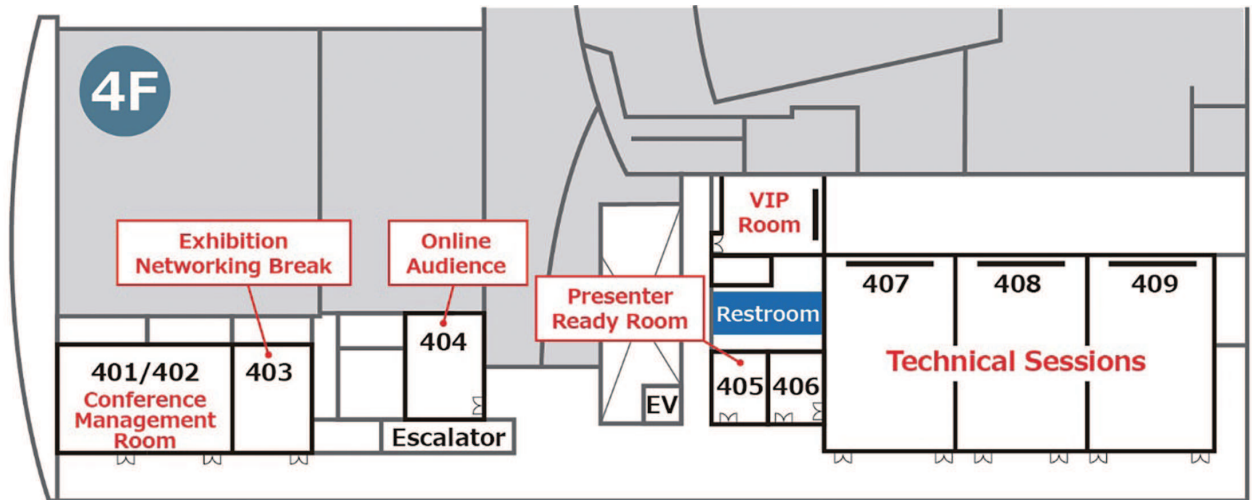 4F
Exhibition
Networking Break
Online
Audience
VIP
Room
Presenter
Ready Room
Restroom
401/402
Conference
Management
Room
403
404
Escalator
EV
405
406
407
408
409
Technical Sessions